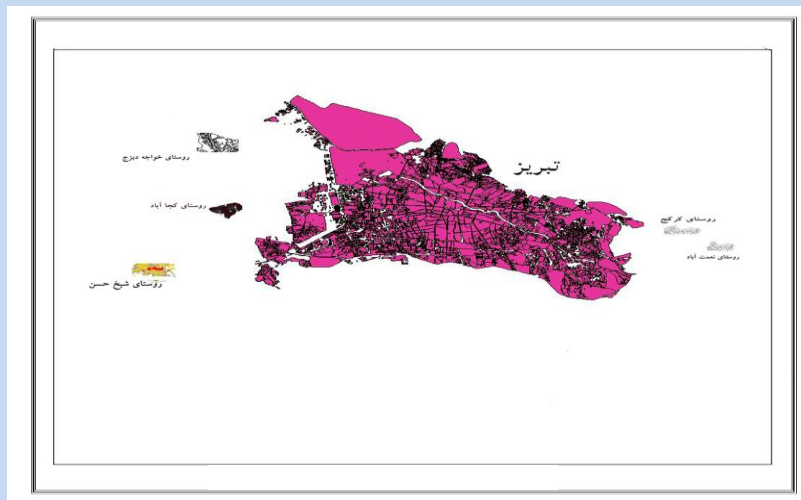 تبریز
روستای خواجه دیزج
روستای کجا آباد
روستای کرکج
روستای نعمت آباد
روستای شیخ حسن